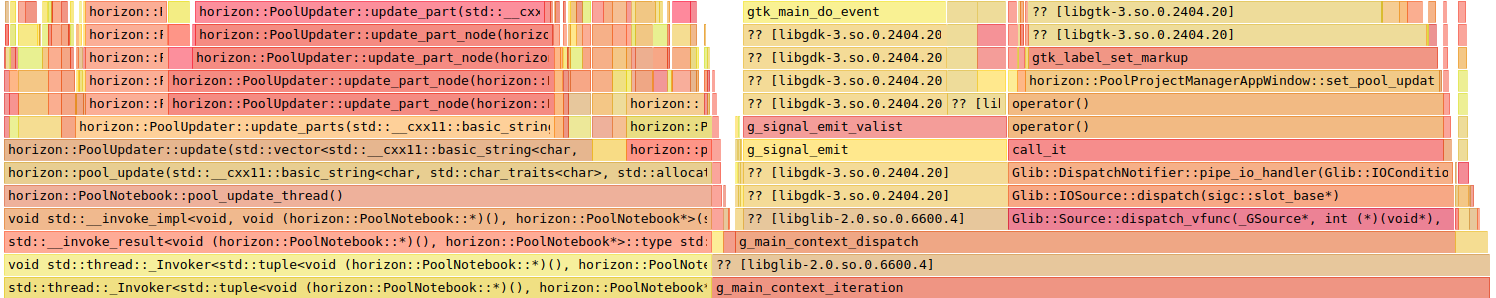 horizon::P horizon::PoolUpdater::update_part(std::__cxx gtk_main_do_event ?? [libgtk-3.so.0.2404.20]
horizon::F horizon::PoolUpdater::update_part_node(horizo ?? [libgdk-3.so.0.2404.20 ?? [libgtk-3.so.0.2404.20]
horizon::F horizon::PoolUpdater::update_part_node(horizo ?? [libgdk-3.so.0.2404.20 gtk_label_set_markup
horizon::F horizon::PoolUpdater::update_part_node(horizon::I ?? [libgdk-3.so.0.2404.20 horizon::PoolProjectManagerAppWindow::set_pool_updat
horizon::F horizon::PoolUpdater::update_part_node(horizon::I horizon:: ?? [libgdk-3.so.0.2404.20 ?? [lil operator()
horizon::PoolUpdater::update_parts(std::__cxx11::basic_string horizon::P g_signal_emit_valist operator()
horizon::PoolUpdater::update(std::vector<std::__cxx11::basic_string<char, horizon::p g_signal_emit call_it
horizon::pool_update(std::__cxx11::basic_string<char, std::char_traits<char>, std::allocat ?? [libgdk-3.so.0.2404.20] Glib::DispatchNotifier::pipe_io_handler(Glib::IOConditio
horizon::PoolNotebook::pool_update_thread() ?? [libgdk-3.so.0.2404.20] Glib::IOSource::dispatch(sigc::slot_base*)
void std::__invoke_impl<void, void (horizon::PoolNotebook::*)(), horizon::PoolNotebook*>(s ?? [libglib-2.0.so.0.6600.4] Glib::Source::dispatch_vfunc(_GSource*, int (*)(void*),
std::__invoke_result<void (horizon::PoolNotebook::*)(), horizon::PoolNotebook*>::type std: g_main_context_dispatch
void std::thread::_Invoker<std::tuple<void (horizon::PoolNotebook::*)(), horizon::PoolNote ?? [libglib-2.0.so.0.6600.4]
std::thread::_Invoker<std::tuple<void (horizon::PoolNotebook::*)(), horizon::PoolNotebook* g_main_context_iteration